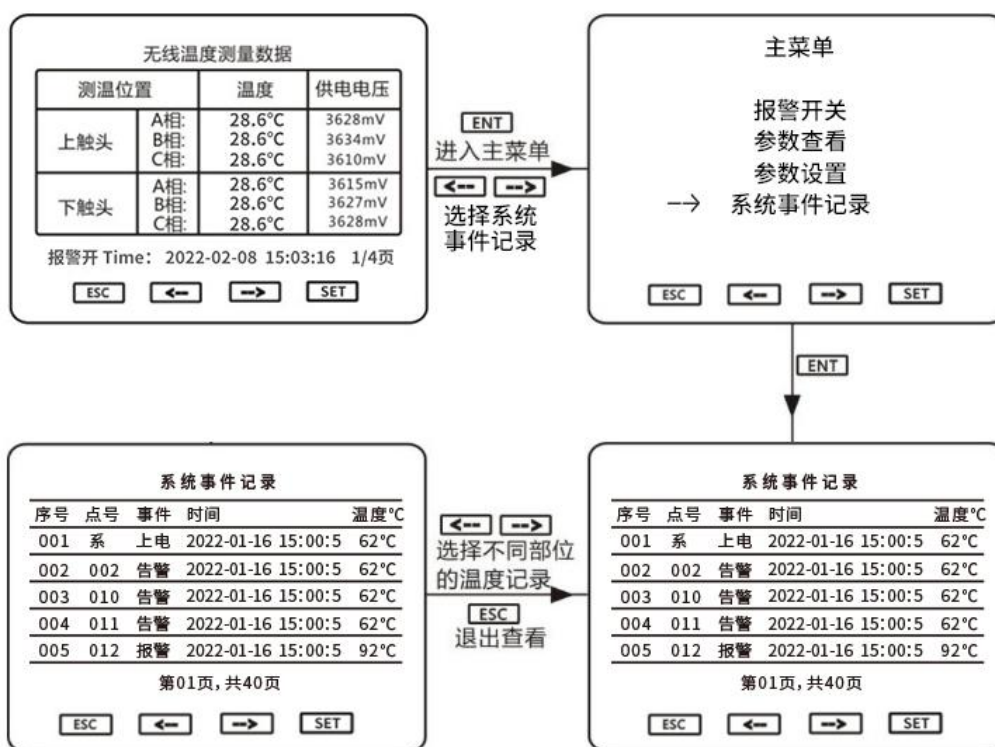 无线温度测量数据
测温位置 温度 供电电压
上触头
A相: 28.6℃ 3628mV
B相: 28.6℃ 3634mV
C相: 28.6℃ 3610mV
下触头
A相: 28.6℃ 3615mV
B相: 28.6℃ 3627mV
C相: 28.6℃ 3628mV
报警开 Time： 2022-02-08 15:03:16 1/4页
ESC <-- --> SET
ENT
进入主菜单
<-- -->
选择系统
事件记录
主菜单
报警开关
参数查看
参数设置
--> 系统事件记录
ESC <-- --> SET
ENT
系统事件记录
序号 点号 事件 时间 温度℃
001 系 上电 2022-01-16 15:00:5 62℃
002 002 告警 2022-01-16 15:00:5 62℃
003 010 告警 2022-01-16 15:00:5 62℃
004 011 告警 2022-01-16 15:00:5 62℃
005 012 报警 2022-01-16 15:00:5 92℃
第01页,共40页
ESC <-- --> SET
<-- -->
选择不同部位
的温度记录
ESC
退出查看
系统事件记录
序号 点号 事件 时间 温度℃
001 系 上电 2022-01-16 15:00:5 62℃
002 002 告警 2022-01-16 15:00:5 62℃
003 010 告警 2022-01-16 15:00:5 62℃
004 011 告警 2022-01-16 15:00:5 62℃
005 012 报警 2022-01-16 15:00:5 92℃
第01页,共40页
ESC <-- --> SET